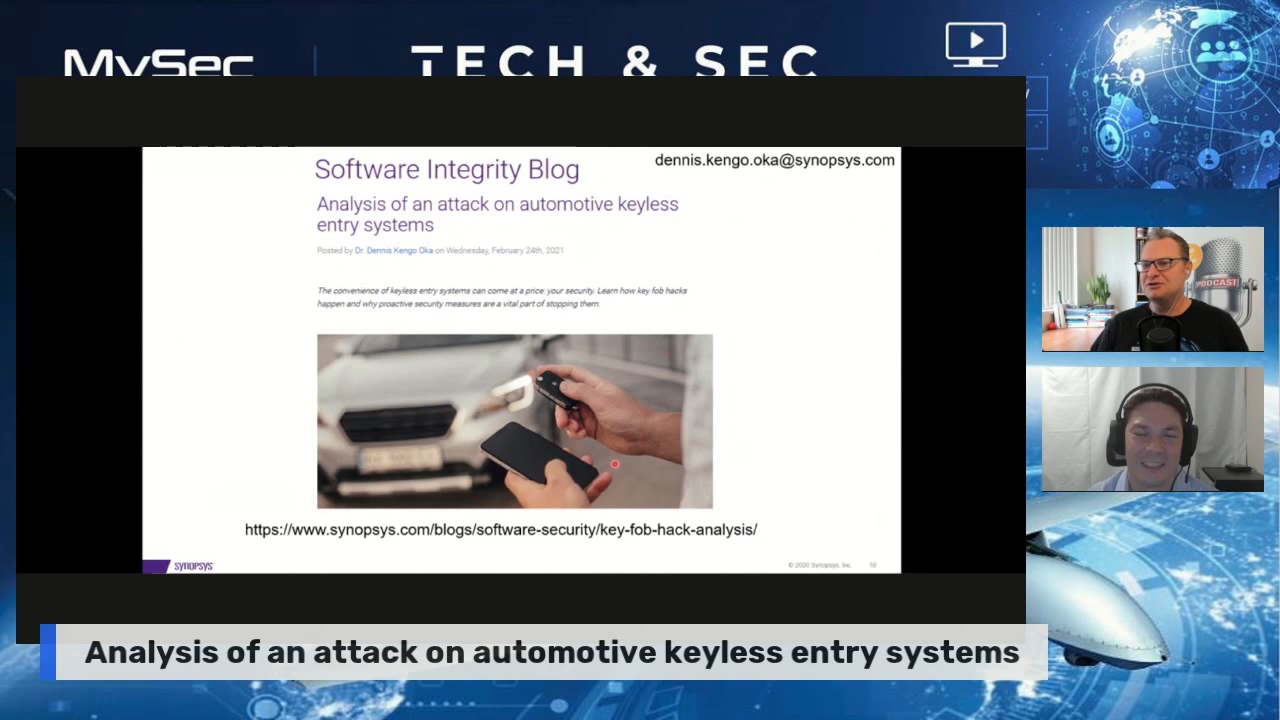 MySec
TECH & SEC
Software Integrity Blog
dennis.kengo.oka@synopsys.com
Analysis of an attack on automotive keyless
entry systems
Posted by Dr. Dennis Kengo Oka on Wednesday, February 24th, 2021
The convenience of keyless entry systems can come at a price: your security. Learn how key fob hacks
happen and why proactive security measures are a vital part of stopping them.
PODCAST
https://www.synopsys.com/blogs/software-security/key-fob-hack-analysis/
SYNOPSYS
© 2020 Synopsys, Inc. 10
Analysis of an attack on automotive keyless entry systems